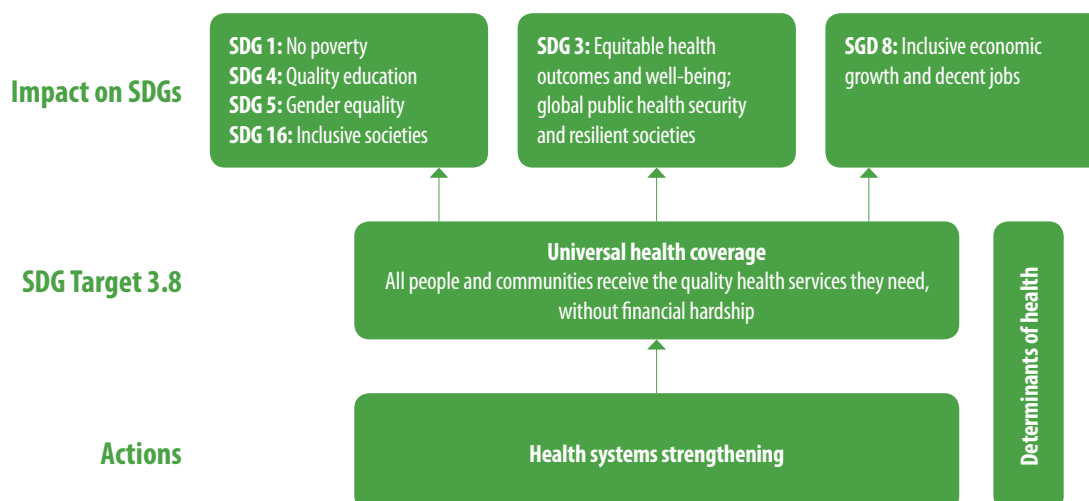 Impact on SDGs
SDG 1: No poverty
SDG 4: Quality education
SDG 5: Gender equality
SDG 16: Inclusive societies
SDG 3: Equitable health
outcomes and well-being;
global public health security
and resilient societies
SGD 8: Inclusive economic
growth and decent jobs
SDG Target 3.8
Universal health coverage
All people and communities receive the quality health services they need,
without financial hardship
Determinants of health
Actions
Health systems strengthening